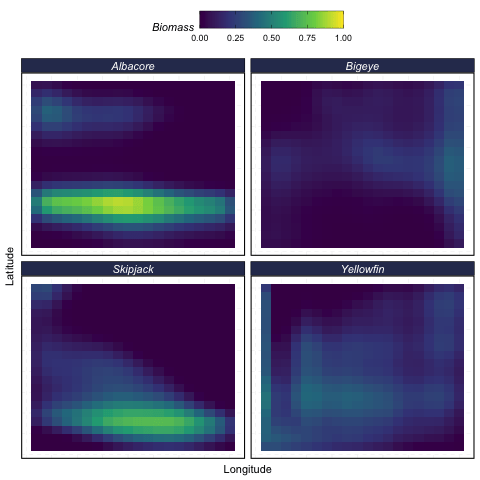 Biomass
0.00 0.25 0.50 0.75 1.00
Albacore
Bigeye
Skipjack
Yellowfin
Latitude
Longitude